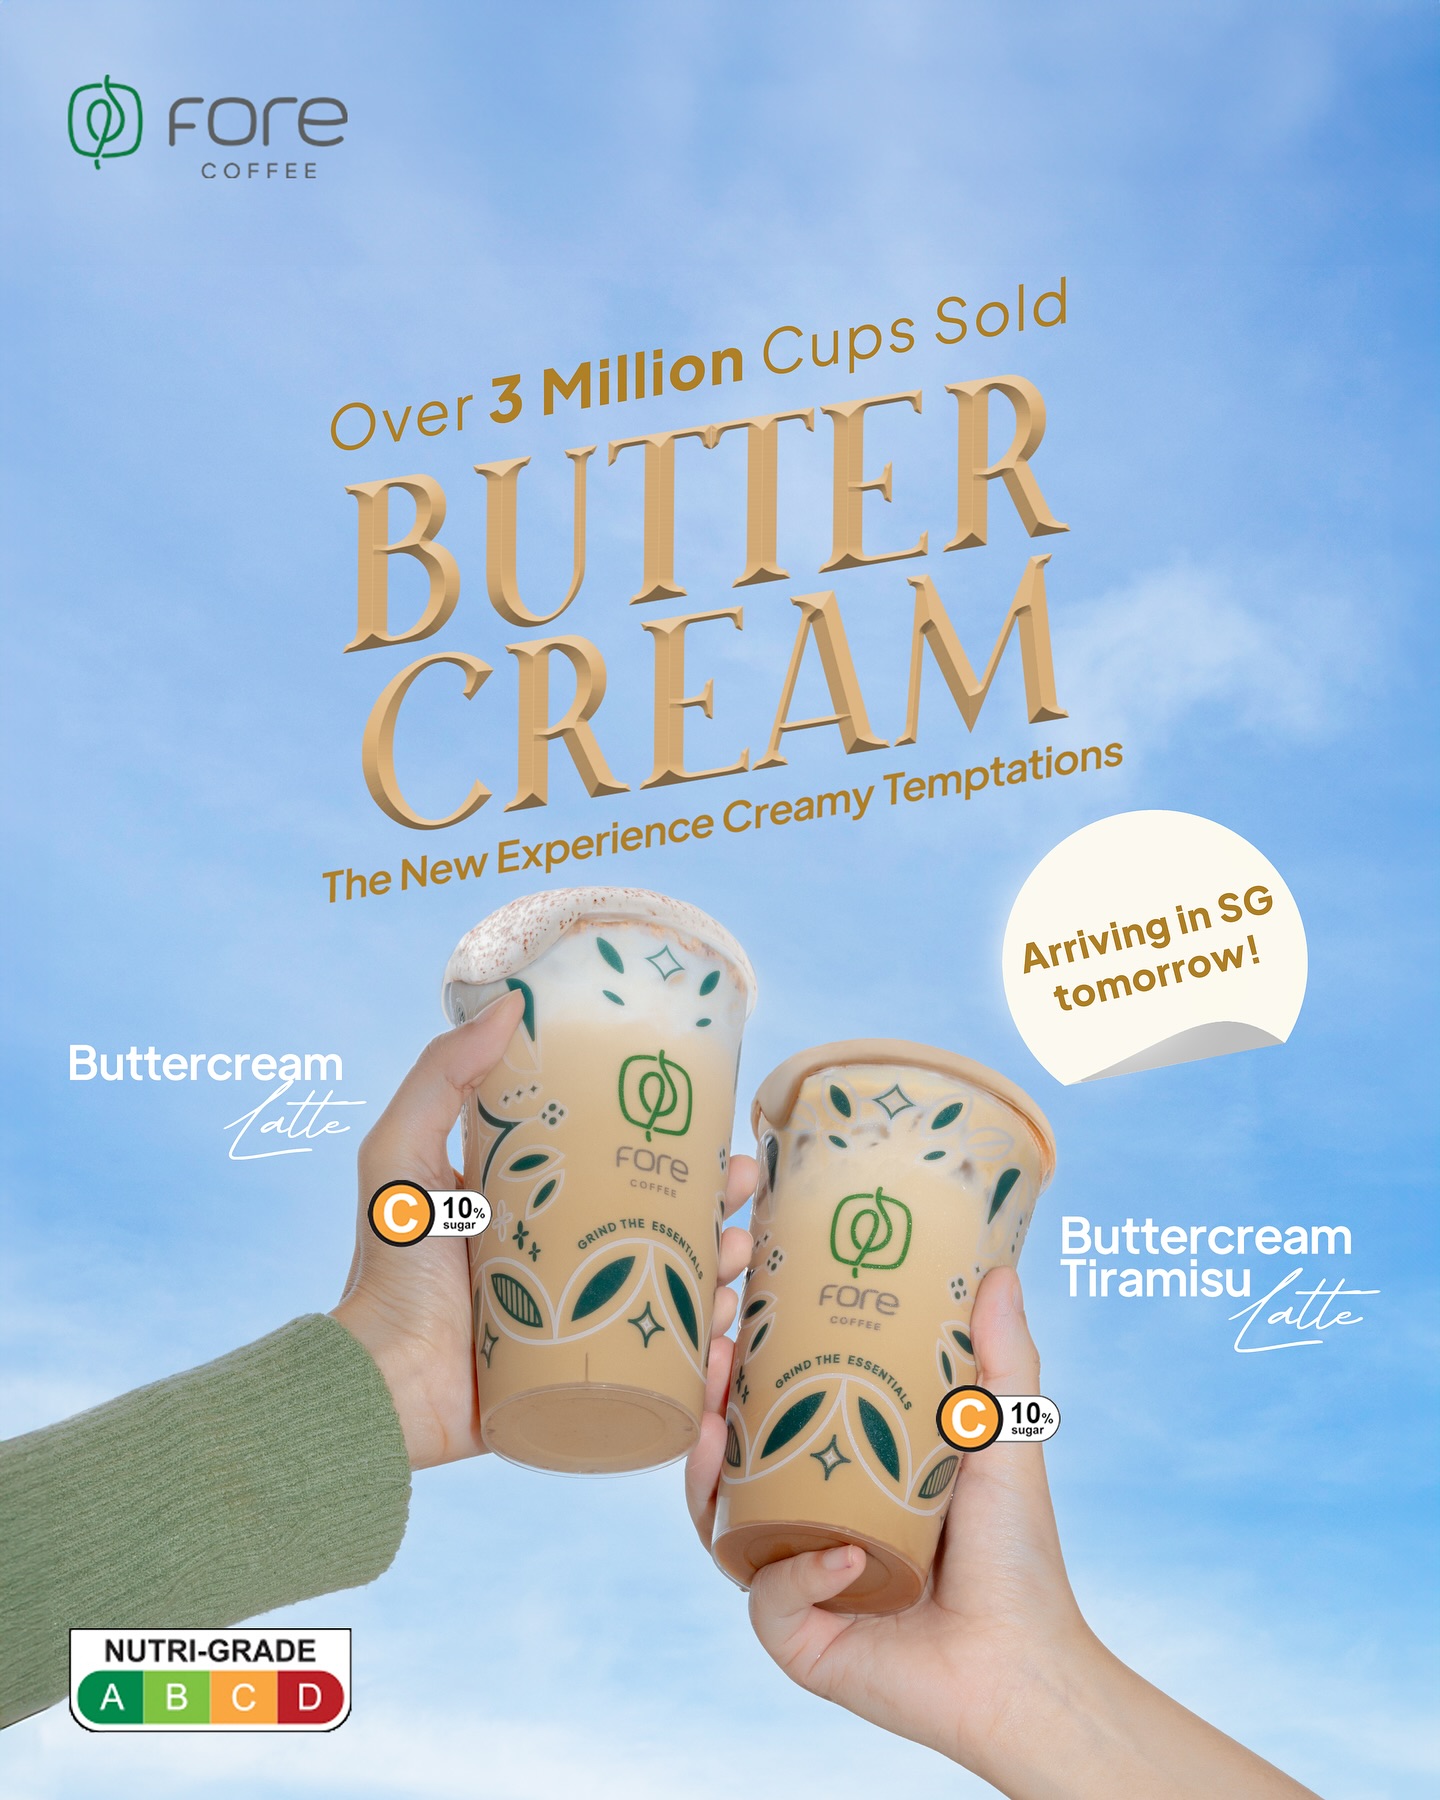 Fore
COFFEE
Over 3 Million Cups Sold
BUTTER
CREAM
The New Experience Creamy Temptations
Arriving in SG
tomorrow!
Buttercream
Latte
C 10% sugar
FORE
COFFEE
GRIND THE ESSENTIALS
Buttercream
Tiramisu
Latte
FORE
COFFEE
GRIND THE ESSENTIALS
C 10% sugar
NUTRI-GRADE
A B C D